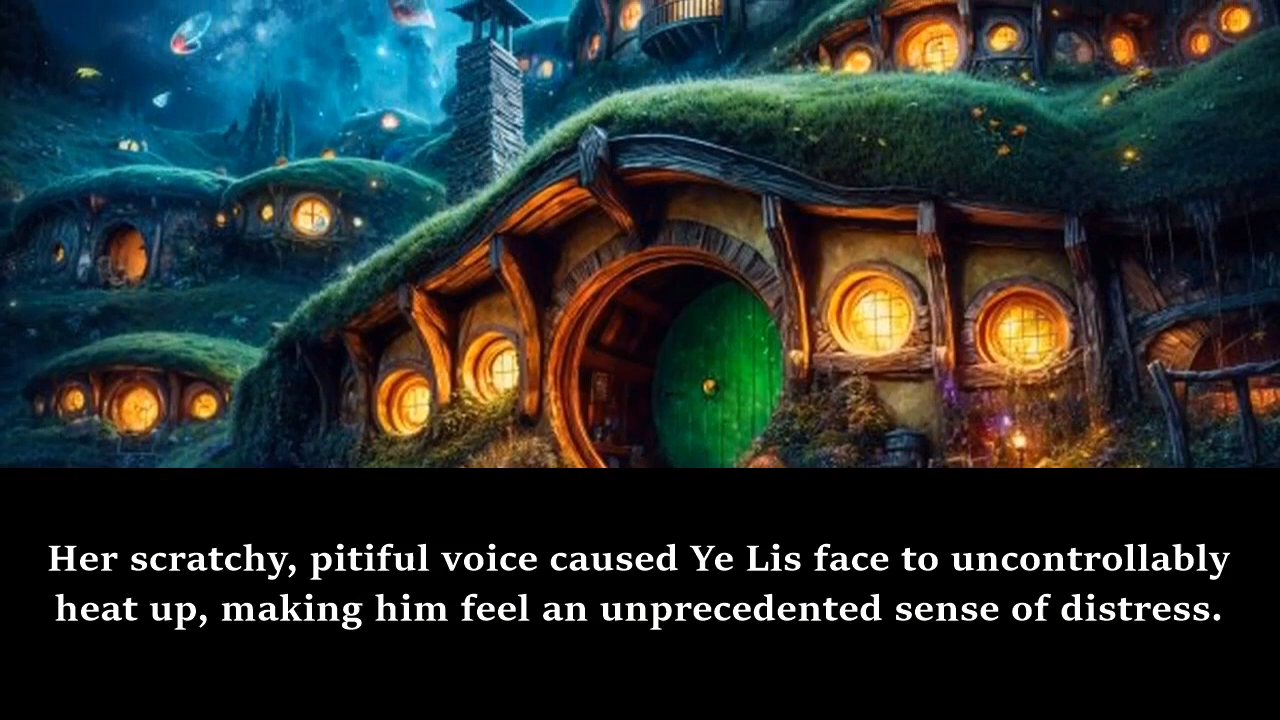 Her scratchy, pitiful voice caused Ye Lis face to uncontrollably
heat up, making him feel an unprecedented sense of distress.